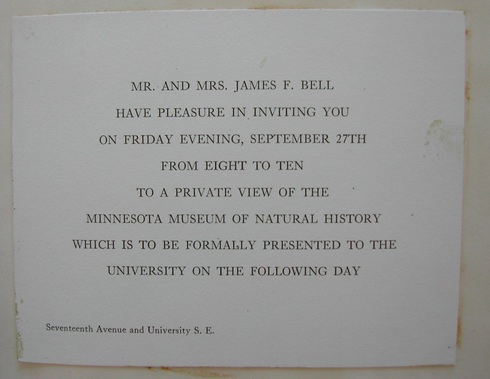 MR. AND MRS. JAMES F. BELL
HAVE PLEASURE IN INVITING YOU
ON FRIDAY EVENING, SEPTEMBER 27TH
FROM EIGHT TO TEN
TO A PRIVATE VIEW OF THE
MINNESOTA MUSEUM OF NATURAL HISTORY
WHICH IS TO BE FORMALLY PRESENTED TO THE
UNIVERSITY ON THE FOLLOWING DAY
Seventeenth Avenue and University S. E.